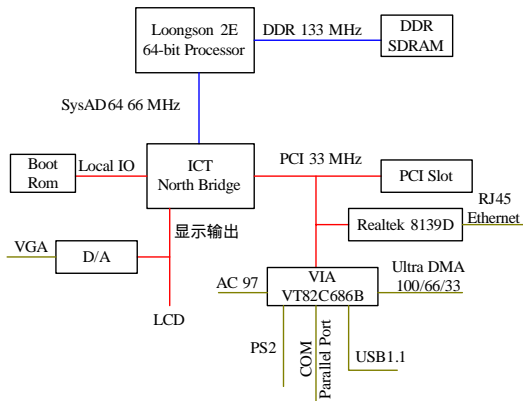 Loongson 2E
64-bit Processor
DDR 133 MHz
DDR
SDRAM
SysAD64 66 MHz
Boot
Rom
Local IO
ICT
North Bridge
PCI 33 MHz
PCI Slot
RJ45
Ethernet
Realtek 8139D
显示输出
VGA
D/A
LCD
AC 97
VIA
VT82C686B
Ultra DMA
100/66/33
PS2
COM
Parallel Port
USB1.1